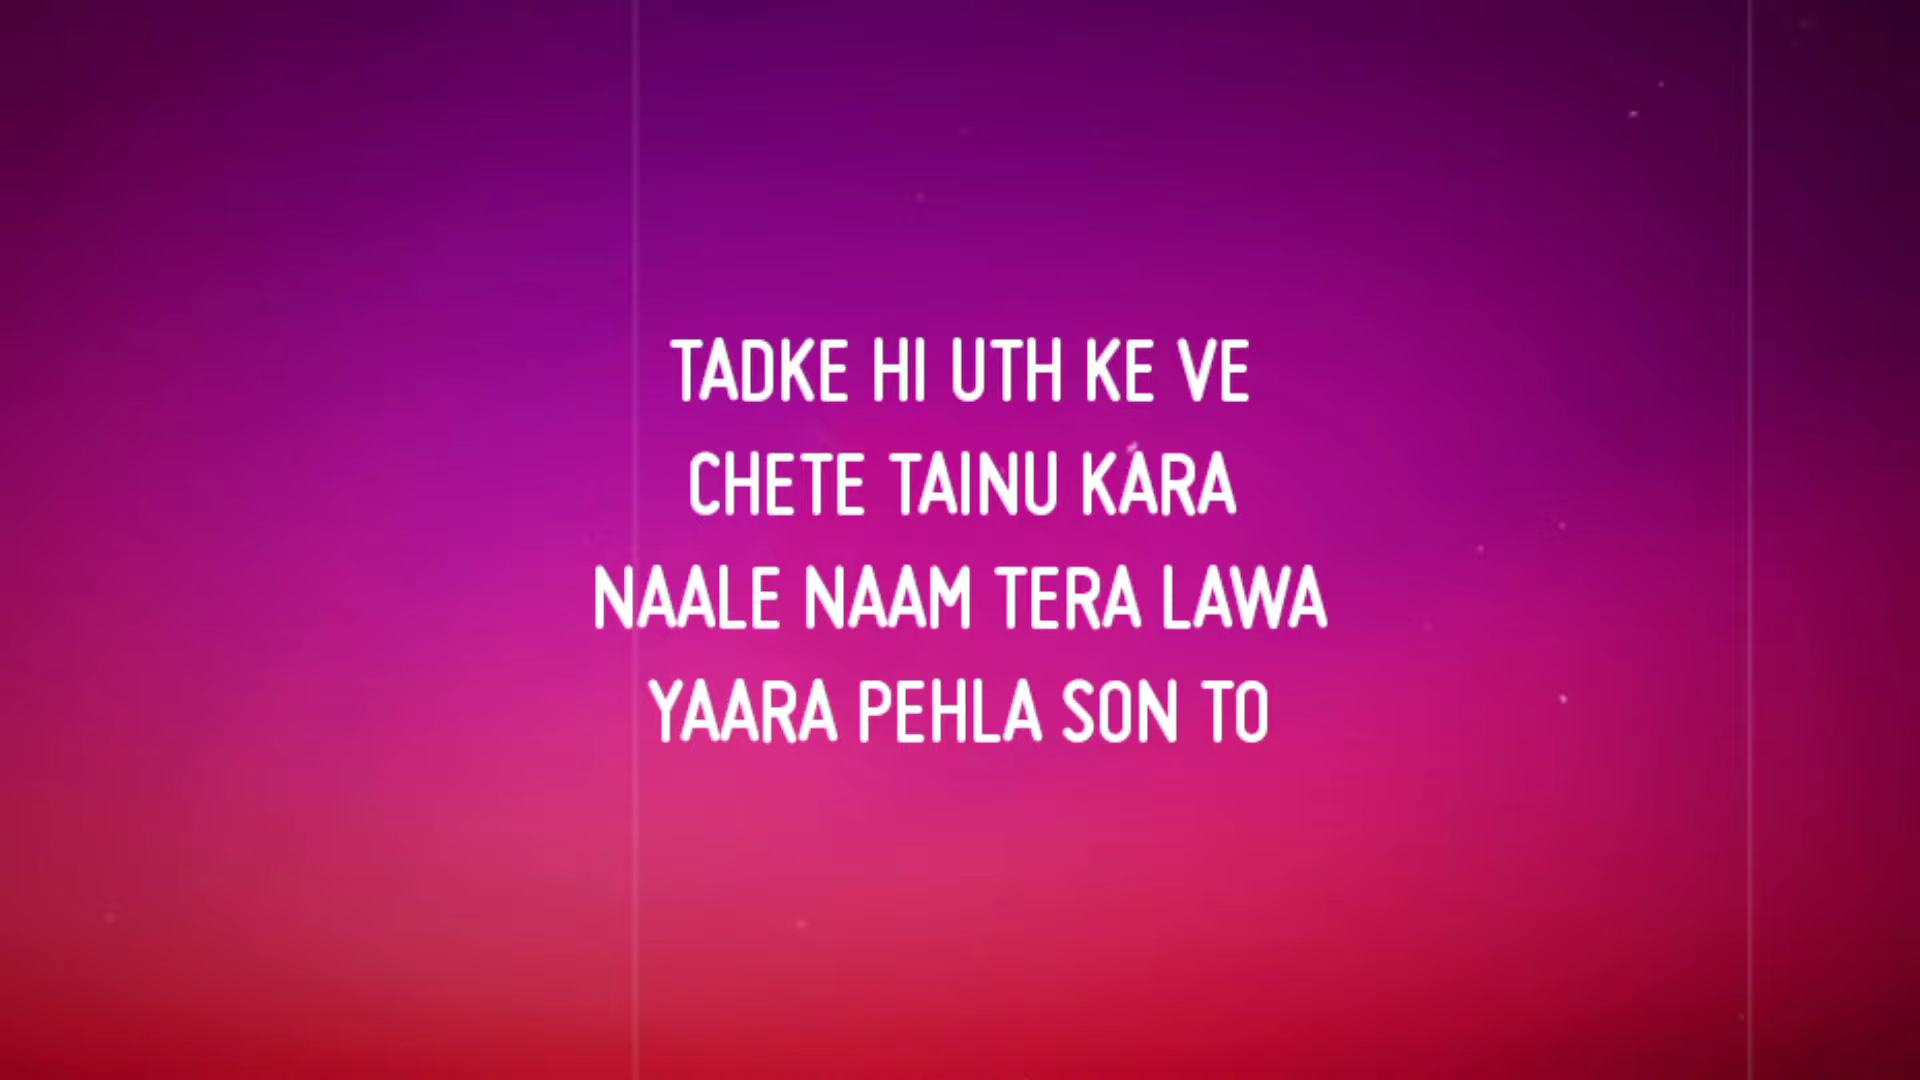 TADKE HI UTH KE VE
CHETE TAINU KARA
NAALE NAAM TERA LAWA
YAARA PEHLA SON TO